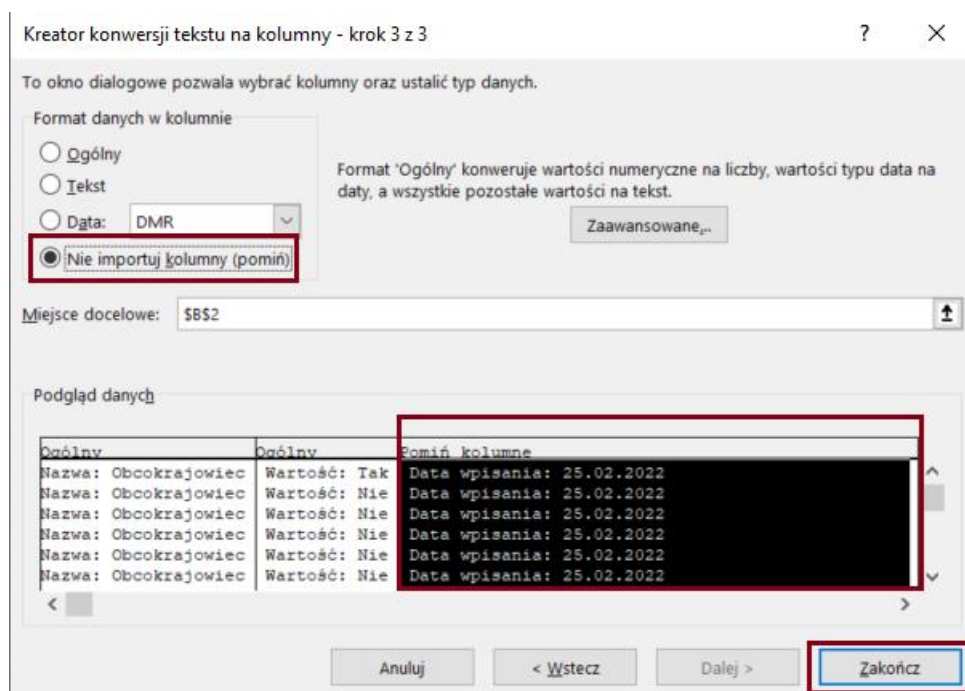 Kreator konwersji tekstu na kolumny - krok 3 z 3
?
To okno dialogowe pozwala wybrać kolumny oraz ustalić typ danych.
Format danych w kolumnie
Ogólny
Tekst
Data: DMR
Nie importuj kolumny (pomiń)
Format 'Ogólny' konweruje wartości numeryczne na liczby, wartości typu data na
daty, a wszystkie pozostałe wartości na tekst.
Zaawansowane...
Miejsce docelowe: $B$2
Podgląd danych
Ogólny Ogólny Pomiń kolumnę
Nazwa: Obcokrajowiec Wartość: Tak Data wpisania: 25.02.2022
Nazwa: Obcokrajowiec Wartość: Nie Data wpisania: 25.02.2022
Nazwa: Obcokrajowiec Wartość: Nie Data wpisania: 25.02.2022
Nazwa: Obcokrajowiec Wartość: Nie Data wpisania: 25.02.2022
Nazwa: Obcokrajowiec Wartość: Nie Data wpisania: 25.02.2022
Nazwa: Obcokrajowiec Wartość: Nie Data wpisania: 25.02.2022
Anuluj < Wstecz Dalej > Zakończ